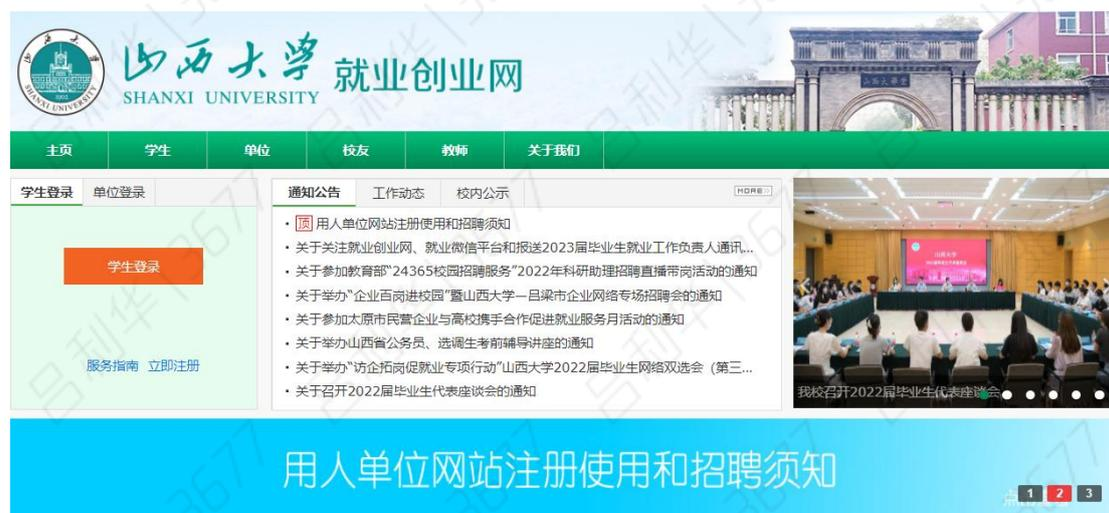 山西大学
SHANXI UNIVERSITY
就业创业网
SHANXI UNIVERSITY
1902
山西大学堂
主页 学生 单位 校友 教师 关于我们
学生登录 单位登录
学生登录
服务指南 立即注册
通知公告 工作动态 校内公示 MORE
顶 用人单位网站注册使用和招聘须知
关于关注就业创业网、就业微信平台和报送2023届毕业生就业工作负责人通讯...
关于参加教育部“24365校园招聘服务”2022年科研助理招聘直播带岗活动的通知
关于举办“企业百岗进校园”暨山西大学—吕梁市企业网络专场招聘会的通知
关于参加太原市民营企业与高校携手合作促进就业服务月活动的通知
关于举办山西省公务员、选调生考前辅导讲座的通知
关于举办“访企拓岗促就业专项行动”山西大学2022届毕业生网络双选会（第三...
关于召开2022届毕业生代表座谈会的通知
山西大学
我校召开2022届毕业生代表座谈会
用人单位网站注册使用和招聘须知
1 2 3
吕利华 3677